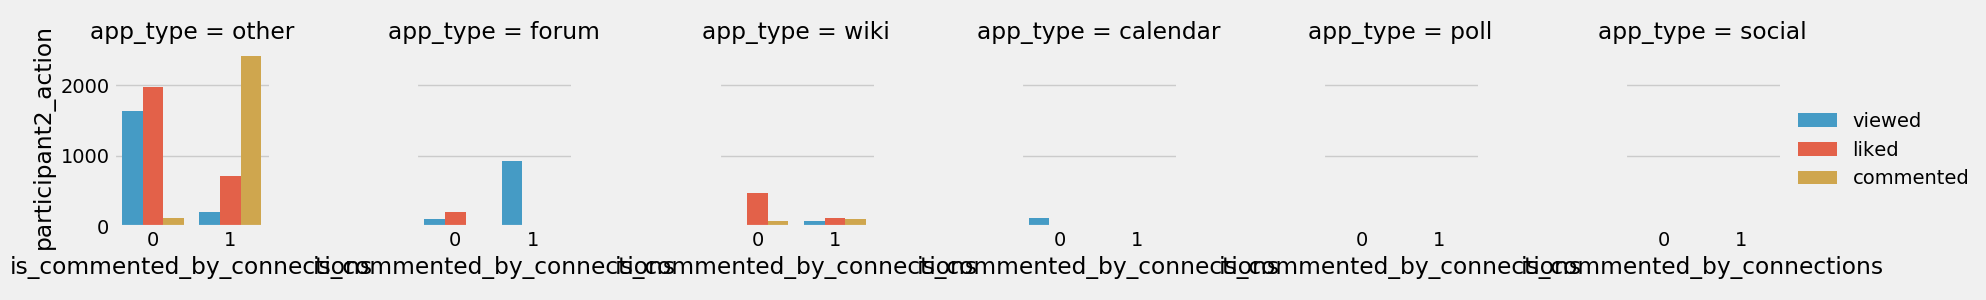 app_type = other
app_type = forum
app_type = wiki
app_type = calendar
app_type = poll
app_type = social
participant2_action
2000
1000
0
0 1
0 1
0 1
0 1
0 1
0 1
is_commented_by_connections
is_commented_by_connections
is_commented_by_connections
is_commented_by_connections
is_commented_by_connections
is_commented_by_connections
viewed
liked
commented